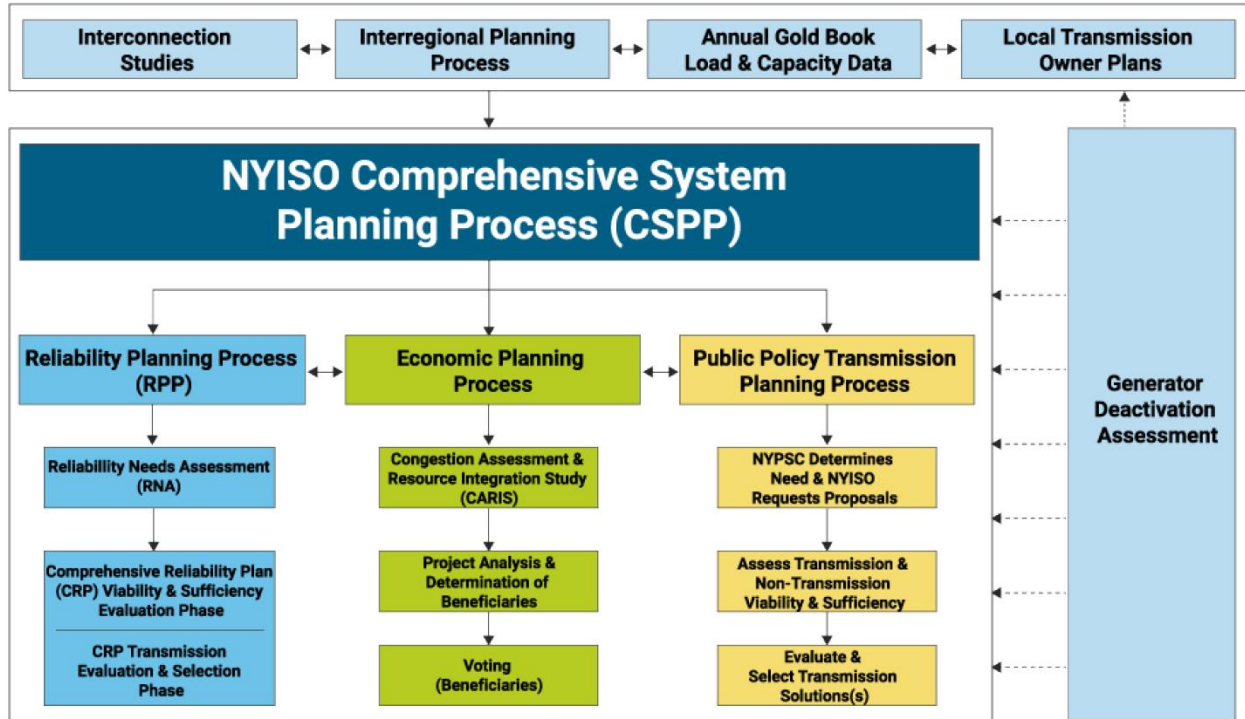 Interconnection
Studies
Interregional Planning
Process
Annual Gold Book
Load & Capacity Data
Local Transmission
Owner Plans
NYISO Comprehensive System
Planning Process (CSPP)
Reliability Planning Process
(RPP)
Economic Planning
Process
Public Policy Transmission
Planning Process
Generator
Deactivation
Assessment
Reliabillity Needs Assessment
(RNA)
Congestion Assessment &
Resource Integration Study
(CARIS)
NYPSC Determines
Need & NYISO
Requests Proposals
Comprehensive Reliability Plan
(CRP) Viability & Sufficiency
Evaluation Phase
CRP Transmission
Evaluation & Selection
Phase
Project Analysis &
Determination of
Beneficiaries
Assess Transmission &
Non-Transmission
Viability & Sufficiency
Voting
(Beneficiaries)
Evaluate &
Select Transmission
Solutions(s)